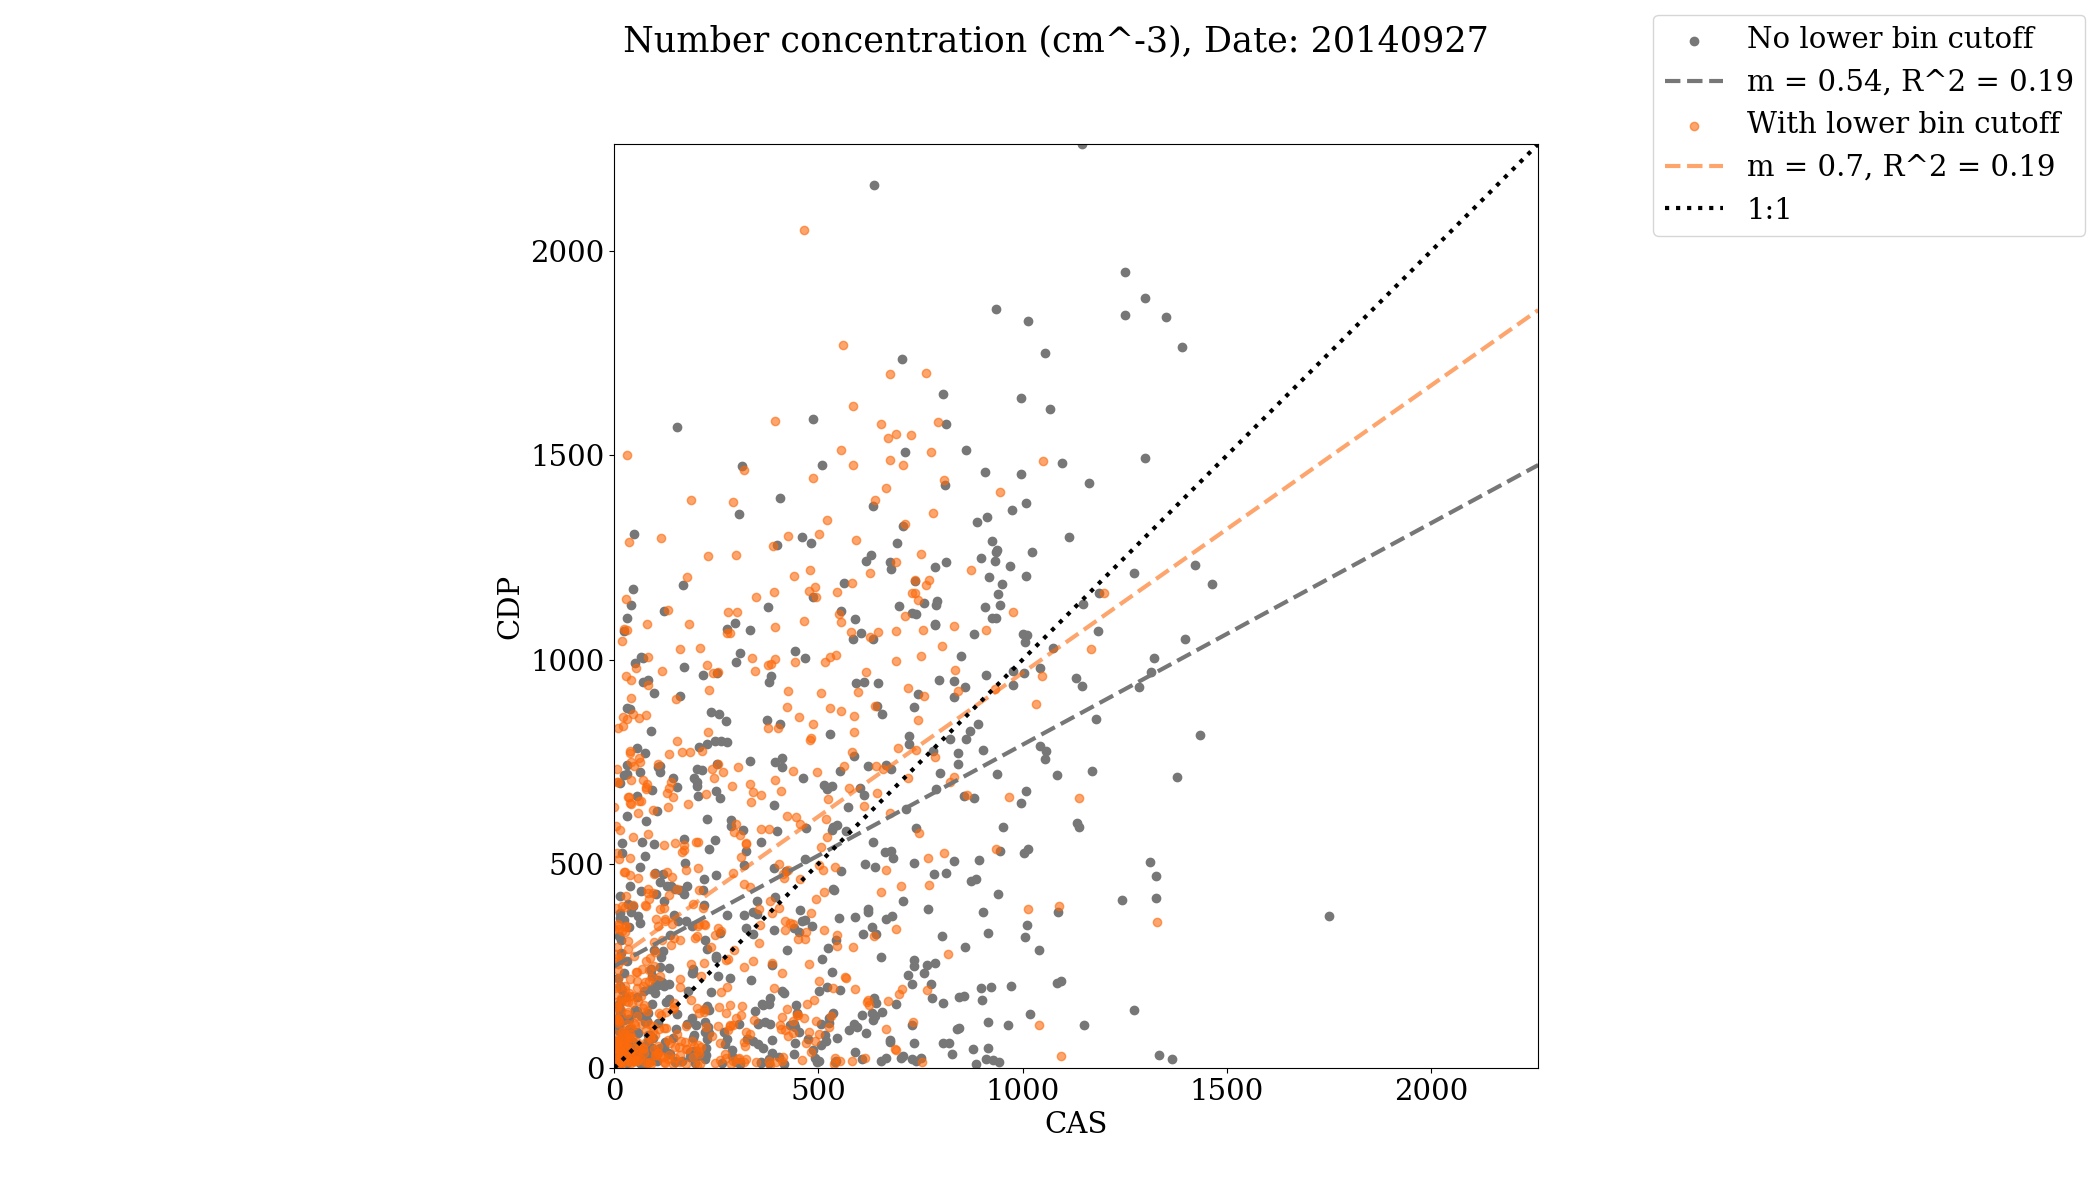 Number concentration (cm^-3), Date: 20140927
No lower bin cutoff
m = 0.54, R^2 = 0.19
With lower bin cutoff
m = 0.7, R^2 = 0.19
1:1
2000
1500
1000
500
0
CDP
0 500 1000 1500 2000
CAS